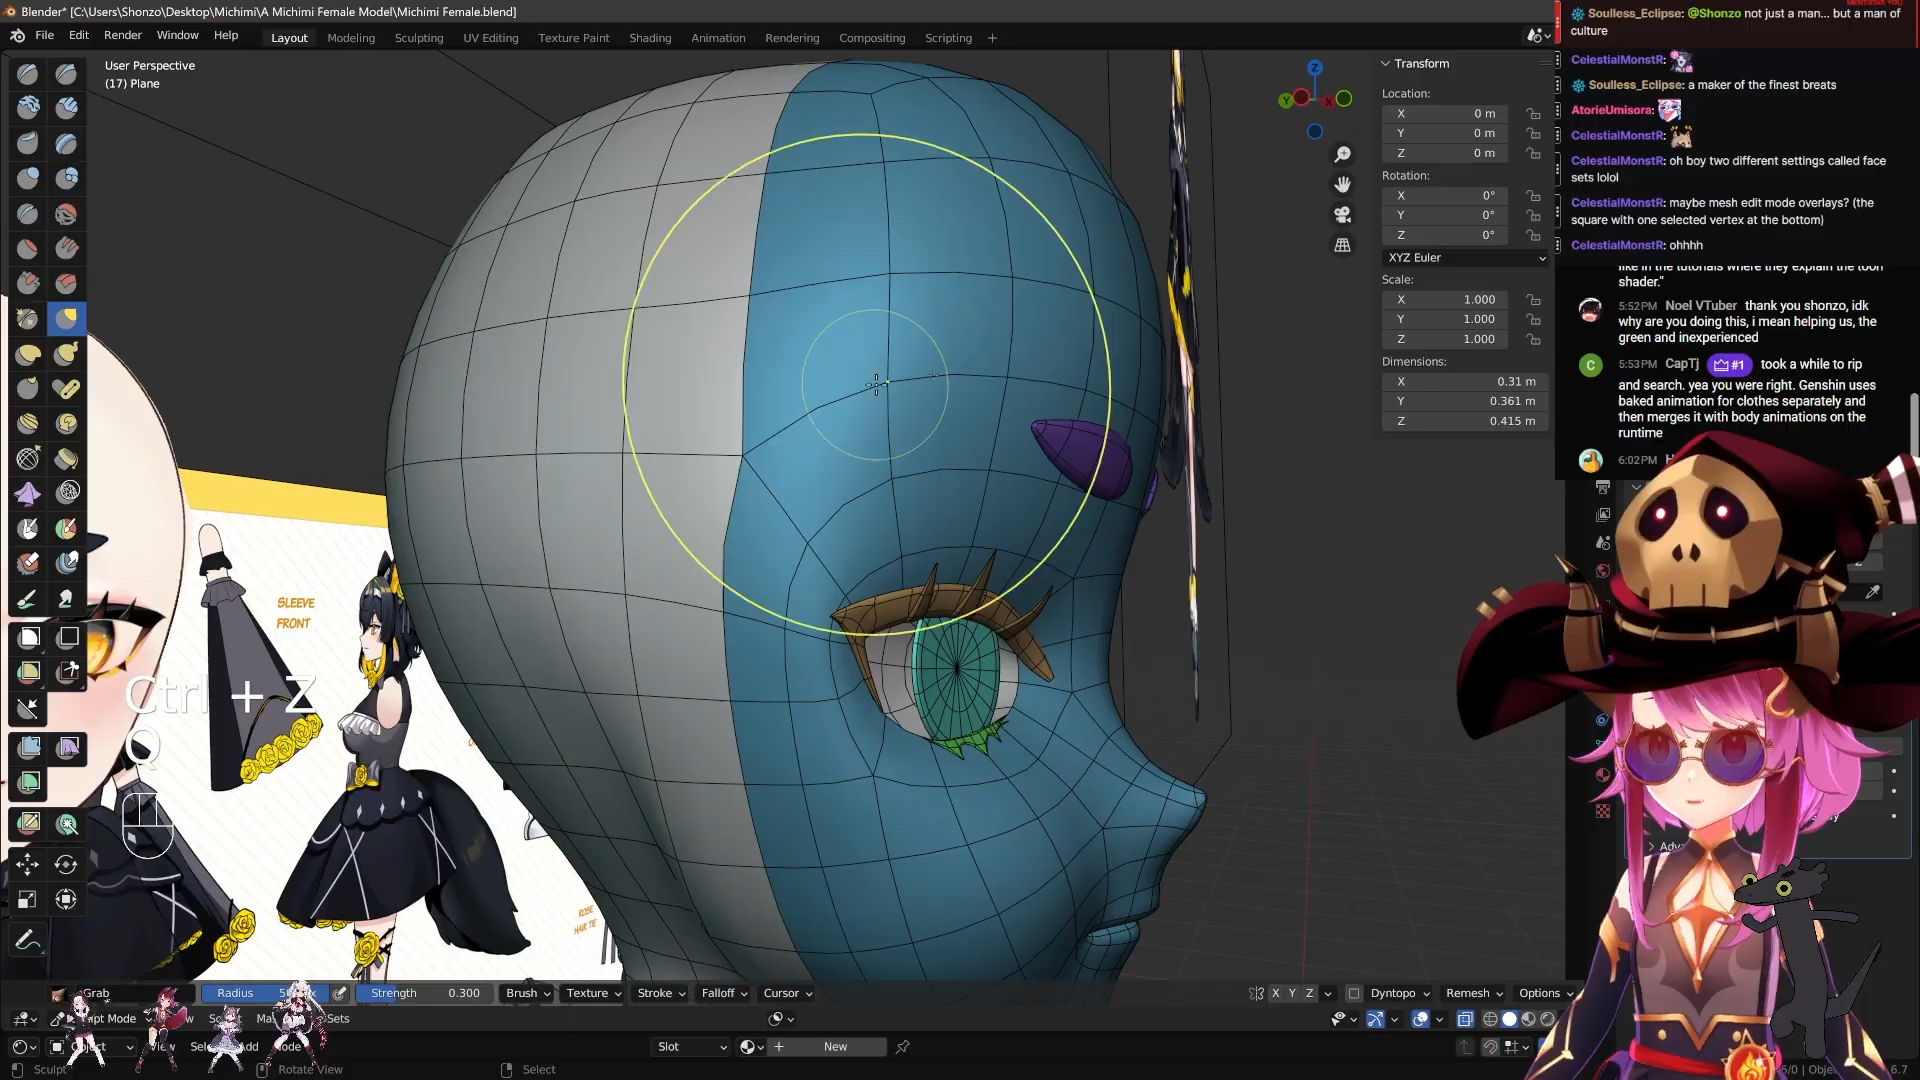 Blender* [C:\Users\Shonzo\Desktop\Michimi\A Michimi Female Model\Michimi Female.blend]
File Edit Render Window Help
Layout Modeling Sculpting UV Editing Texture Paint Shading Animation Rendering Compositing Scripting +
User Perspective
(17) Plane
Z
Y
X
Transform
Location:
X 0 m
Y 0 m
Z 0 m
Rotation:
X 0°
Y 0°
Z 0°
XYZ Euler
Scale:
X 1.000
Y 1.000
Z 1.000
Dimensions:
X 0.31 m
Y 0.361 m
Z 0.415 m
Soulless_Eclipse: @Shonzo not just a man... but a man of
culture
CelestialMonstR:
Soulless_Eclipse: a maker of the finest breats
AtorieUmisora:
CelestialMonstR:
CelestialMonstR: oh boy two different settings called face
sets lolol
CelestialMonstR: maybe mesh edit mode overlays? (the
square with one selected vertex at the bottom)
CelestialMonstR: ohhhh
like in the tutorials where they explain the toon
shader."
5:52PM Noel VTuber thank you shonzo, idk
why are you doing this, i mean helping us, the
green and inexperienced
C 5:53PM CapTj #1 took a while to rip
and search. yea you were right. Genshin uses
baked animation for clothes separately and
then merges it with body animations on the
runtime
6:02PM
SLEEVE
FRONT
ROSE
HAIR TIE
Ctrl + Z
Q
Grab Radius Strength 0.300 Brush Texture Stroke Falloff Cursor
X Y Z Dyntopo Remesh Options
Mode Sets
Object View Add
Slot New
Sculpt Rotate View Select